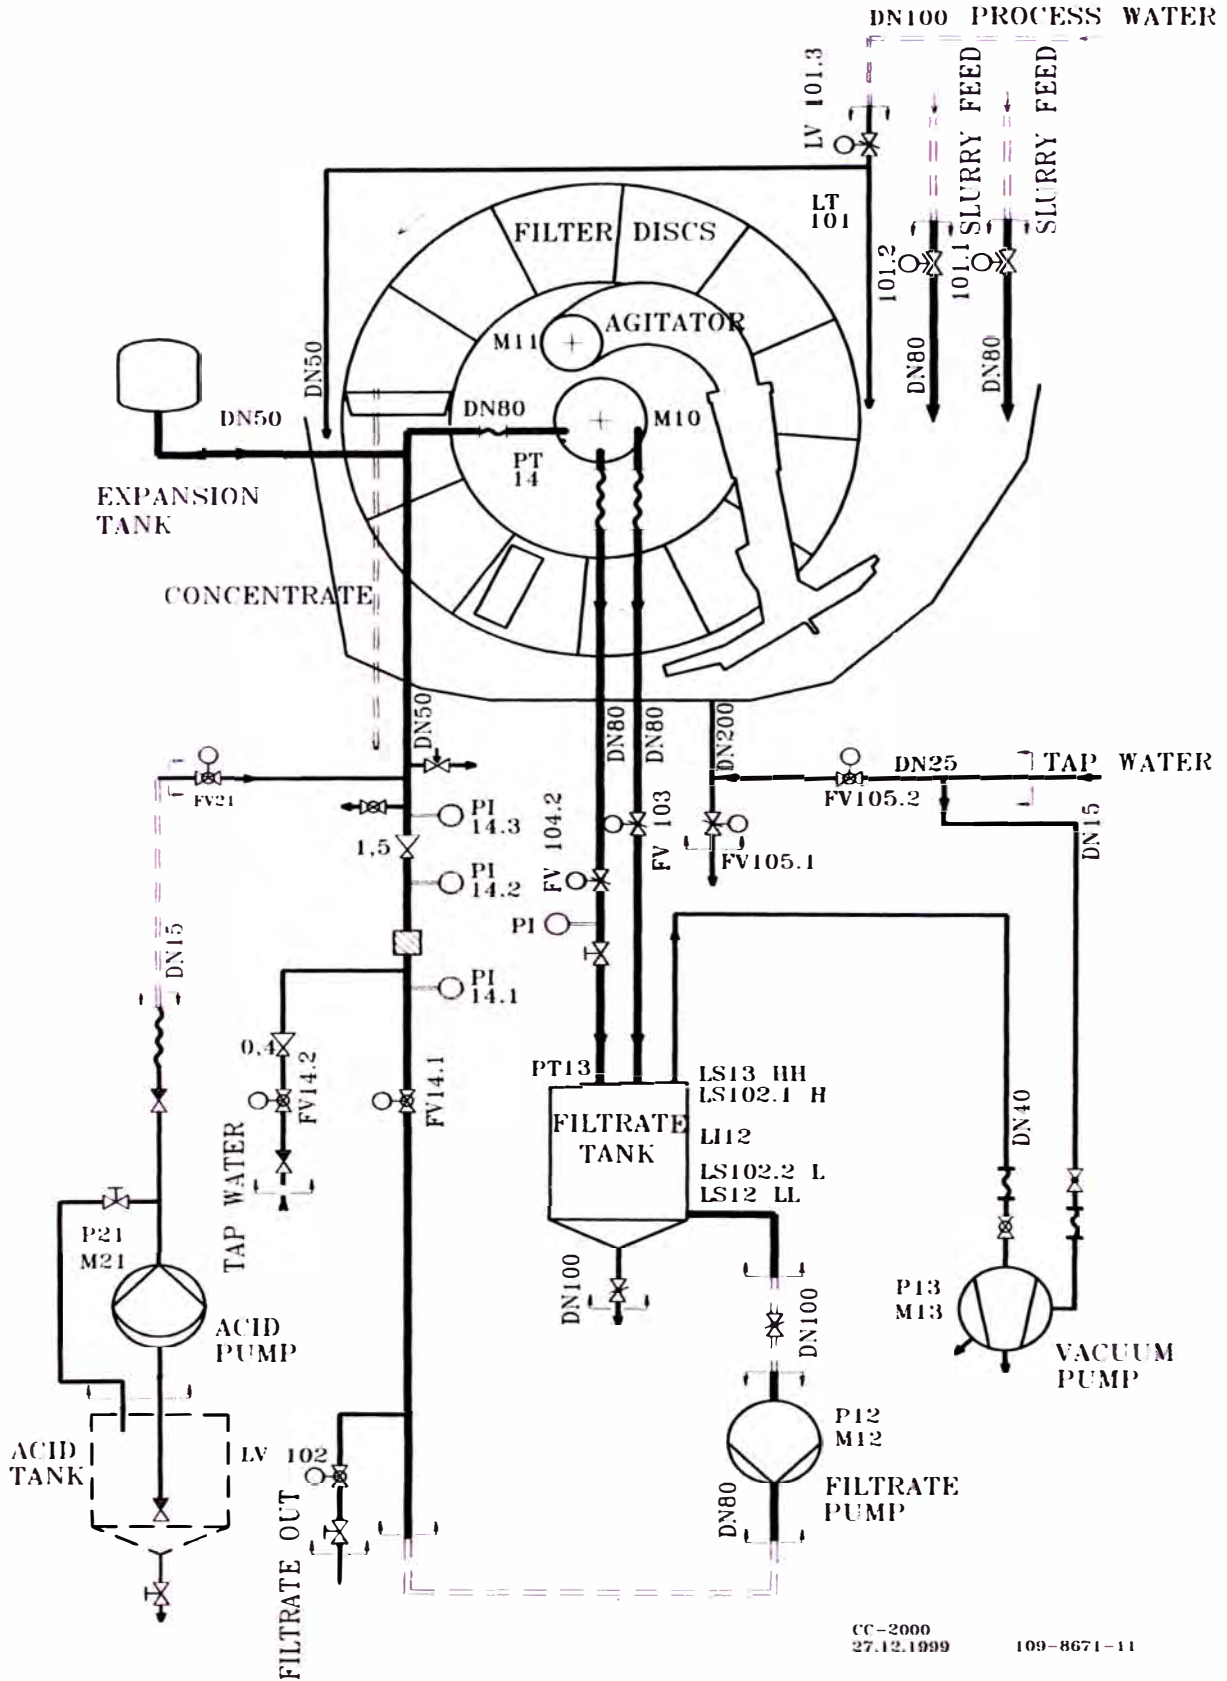 DN100 PROCESS WATER
LV 101.3
SLURRY FEED
SLURRY FEED
LT
101
101.2
101.1
DN80
DN80
FILTER DISCS
AGITATOR
M11
M10
DN50
DN50
DN80
PT
14
EXPANSION
TANK
CONCENTRATE
DN50
DN80
DN80
DN200
TAP WATER
DN25
FV105.2
DN15
FV21
PI
14.3
1,5
PI
14.2
FV 104.2
FV 103
FV105.1
PI
DN15
PI
14.1
0,4
FV14.2
FV14.1
TAP WATER
PT13
LS13 HH
LS102.1 H
FILTRATE
TANK
LI12
LS102.2 L
LS12 LL
DN40
P21
M21
ACID
PUMP
DN100
DN100
P13
M13
VACUUM
PUMP
ACID
TANK
LV 102
FILTRATE OUT
P12
M12
FILTRATE
PUMP
DN80
CC-2000
27.12.1999
109-8671-11